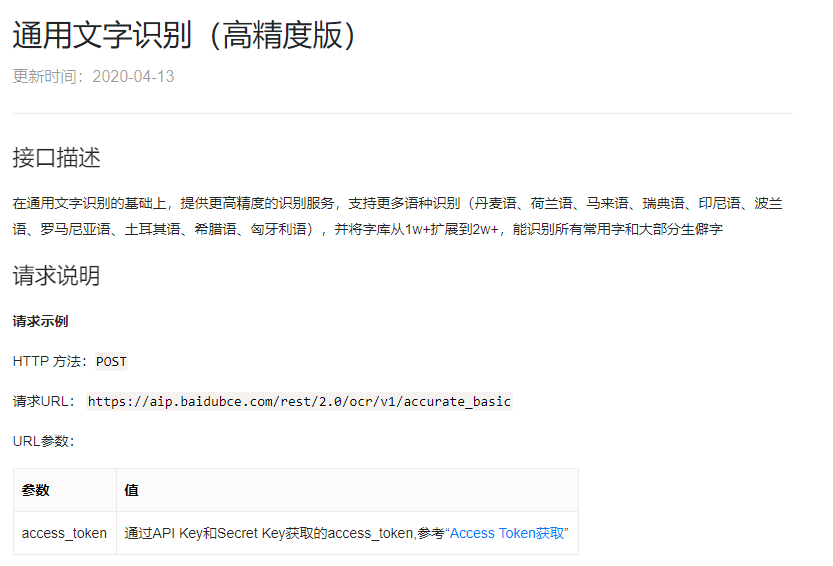 通用文字识别（高精度版）
更新时间：2020-04-13
接口描述
在通用文字识别的基础上，提供更高精度的识别服务，支持更多语种识别（丹麦语、荷兰语、马来语、瑞典语、印尼语、波兰
语、罗马尼亚语、土耳其语、希腊语、匈牙利语），并将字库从1w+扩展到2w+，能识别所有常用字和大部分生僻字
请求说明
请求示例
HTTP 方法：POST
请求URL： https://aip.baidubce.com/rest/2.0/ocr/v1/accurate_basic
URL参数：
参数 值
access_token 通过API Key和Secret Key获取的access_token,参考“Access Token获取”